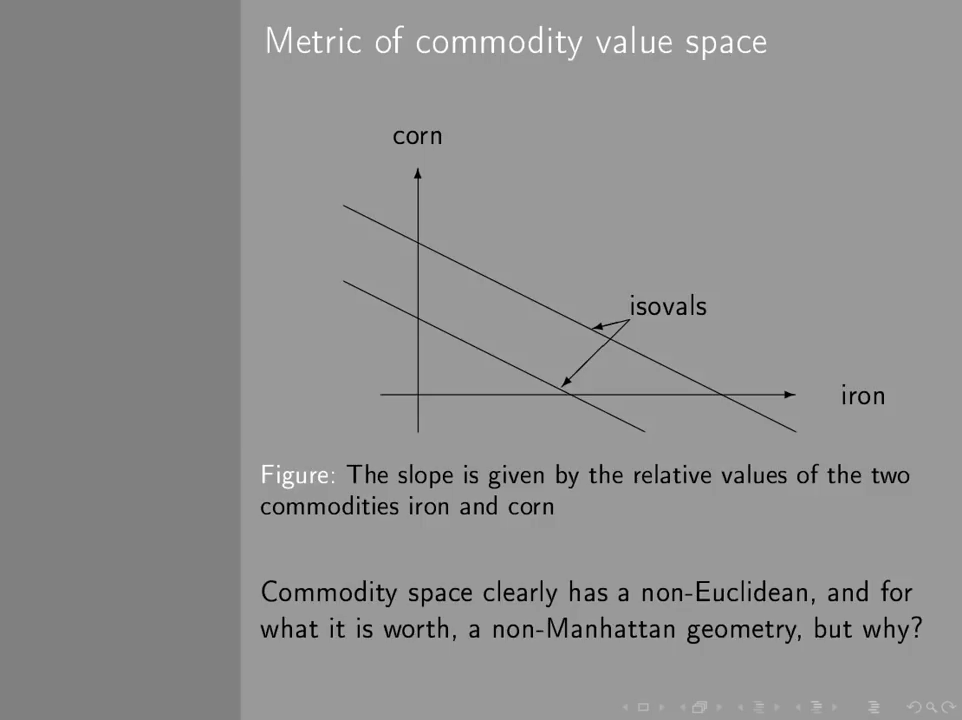 Metric of commodity value space
corn
isovals
iron
Figure: The slope is given by the relative values of the two
commodities iron and corn
Commodity space clearly has a non-Euclidean, and for
what it is worth, a non-Manhattan geometry, but why?